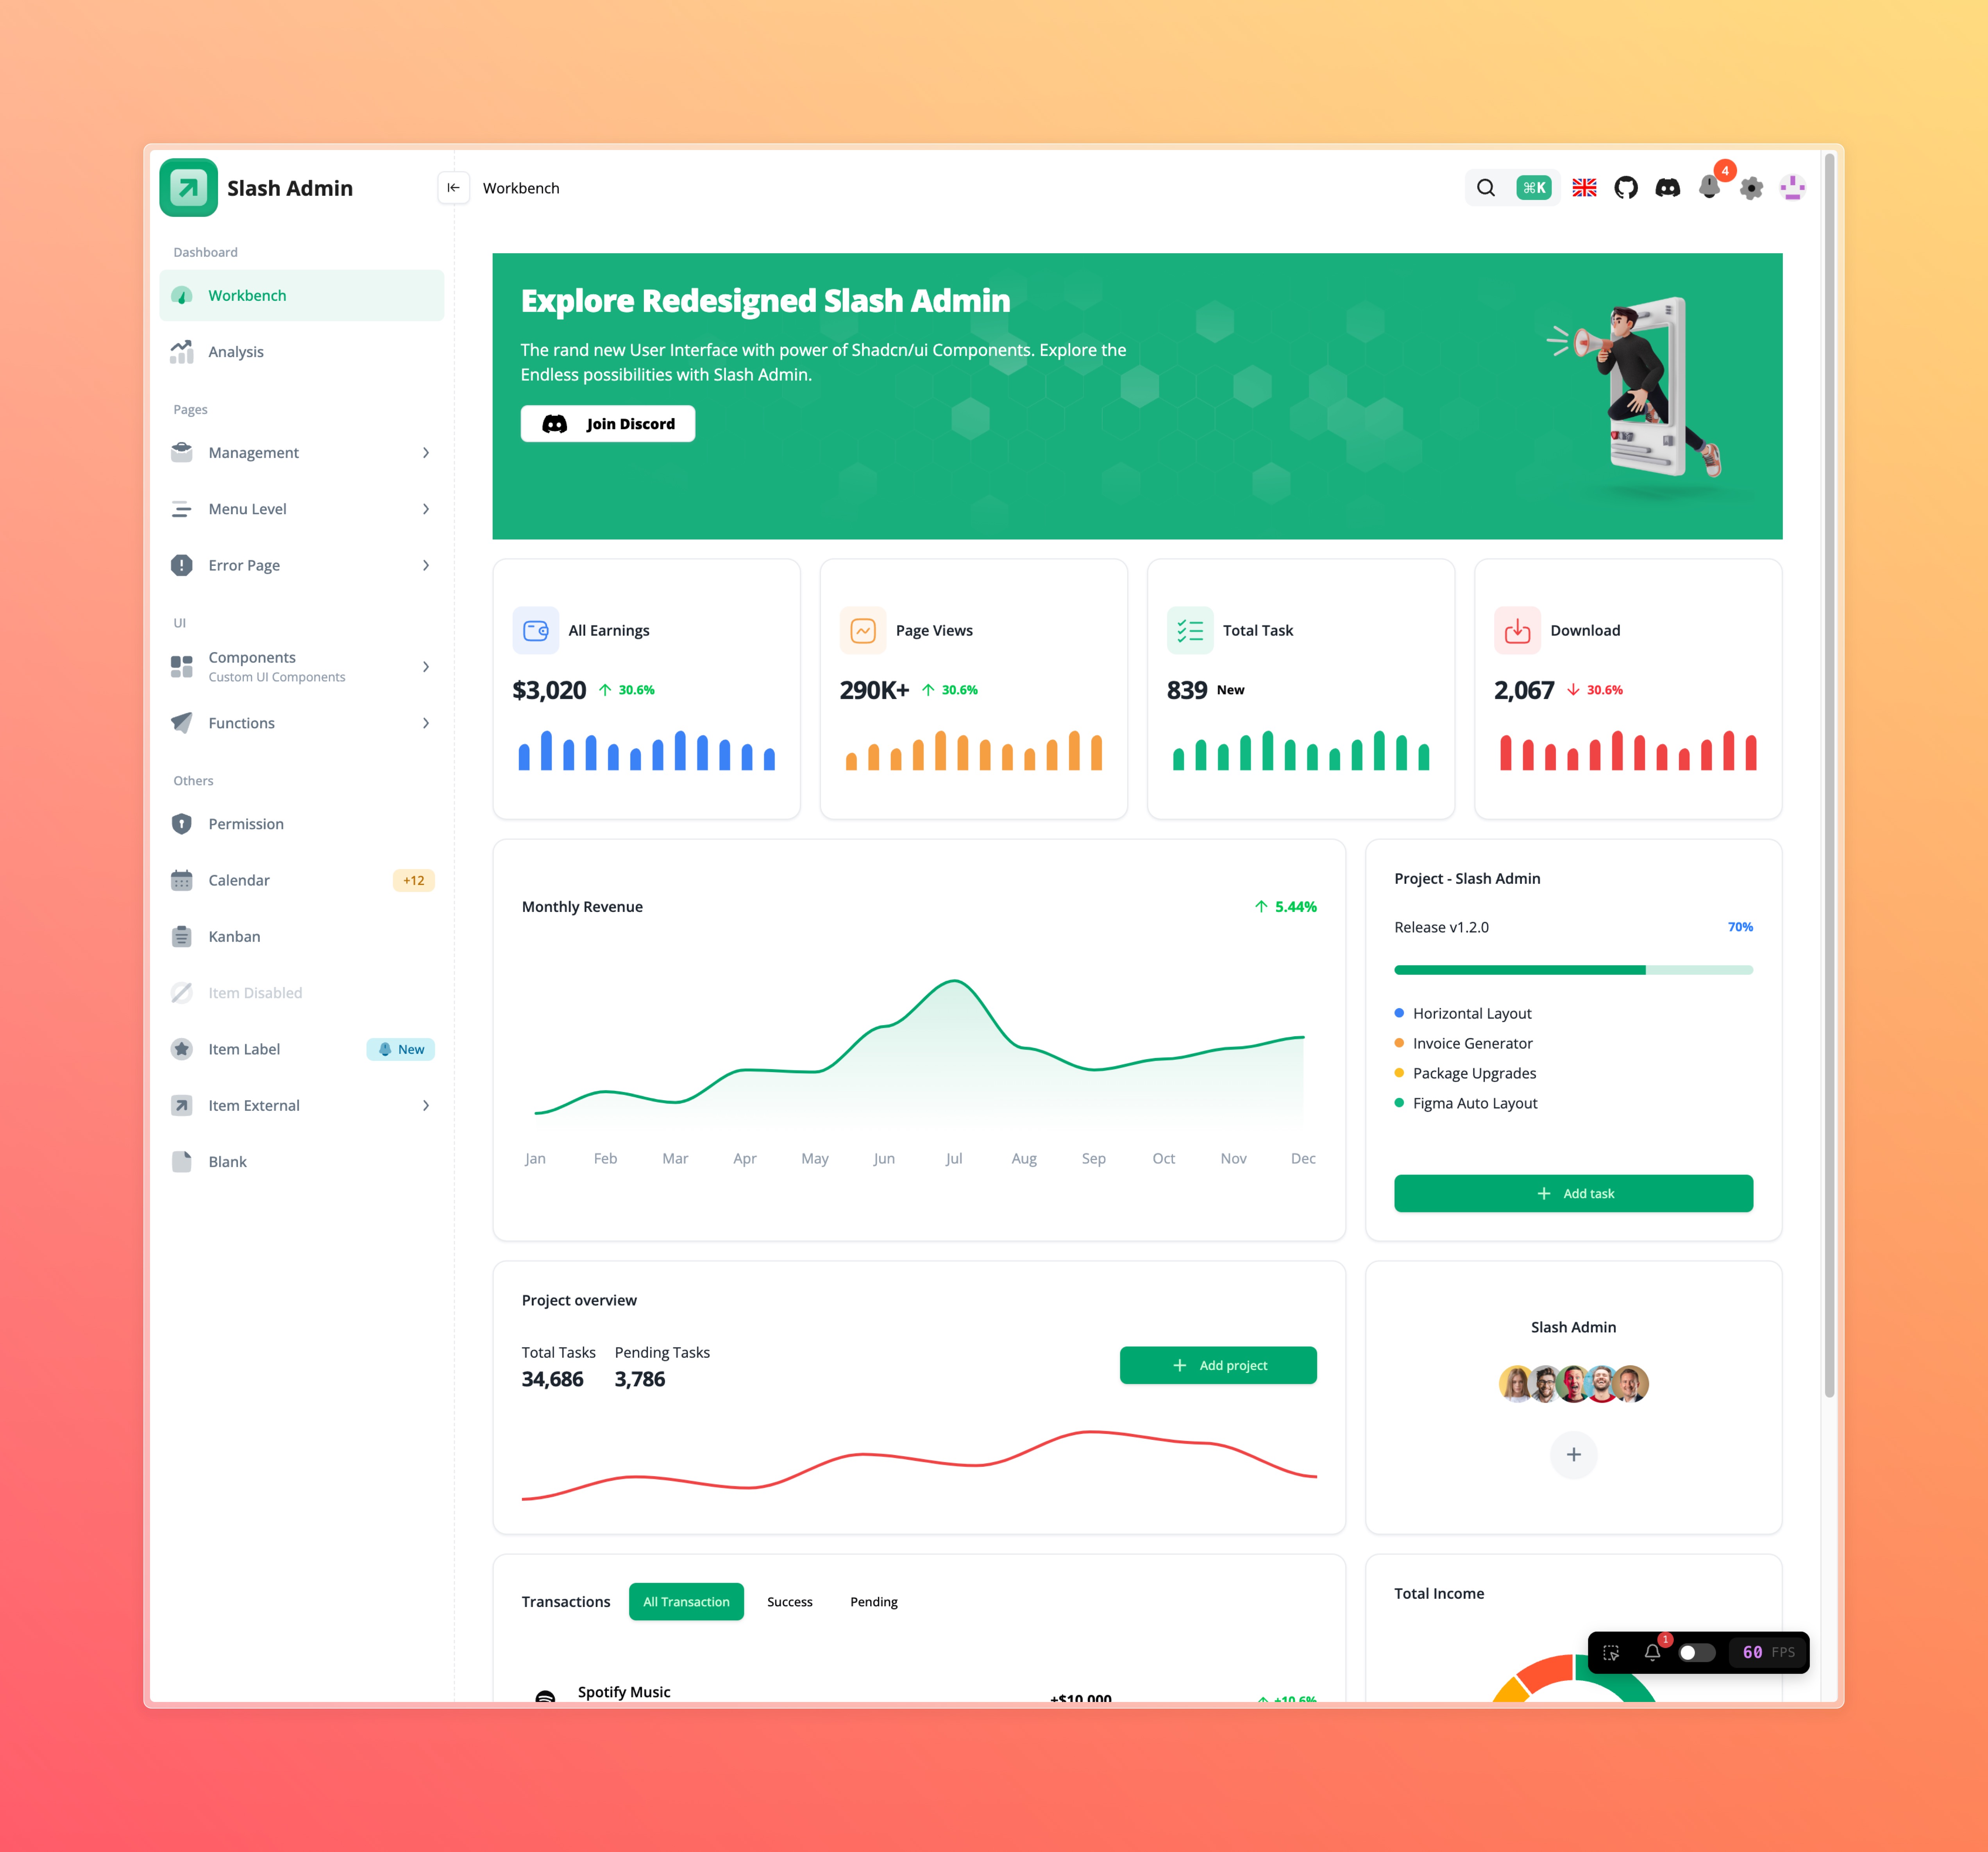 Slash Admin
Workbench
⌘K
4
Dashboard
Workbench
Analysis
Pages
Management
Menu Level
Error Page
UI
Components
Custom UI Components
Functions
Others
Permission
Calendar
+12
Kanban
Item Disabled
Item Label
New
Item External
Blank
Explore Redesigned Slash Admin
The rand new User Interface with power of Shadcn/ui Components. Explore the
Endless possibilities with Slash Admin.
Join Discord
All Earnings
$3,020 30.6%
Page Views
290K+ 30.6%
Total Task
839 New
Download
2,067 30.6%
Monthly Revenue
5.44%
Jan Feb Mar Apr May Jun Jul Aug Sep Oct Nov Dec
Project - Slash Admin
Release v1.2.0 70%
Horizontal Layout
Invoice Generator
Package Upgrades
Figma Auto Layout
Add task
Project overview
Total Tasks Pending Tasks
34,686 3,786
Add project
Slash Admin
Transactions All Transaction Success Pending
Spotify Music
+$10,000
+10.6%
Total Income
1
60 FPS